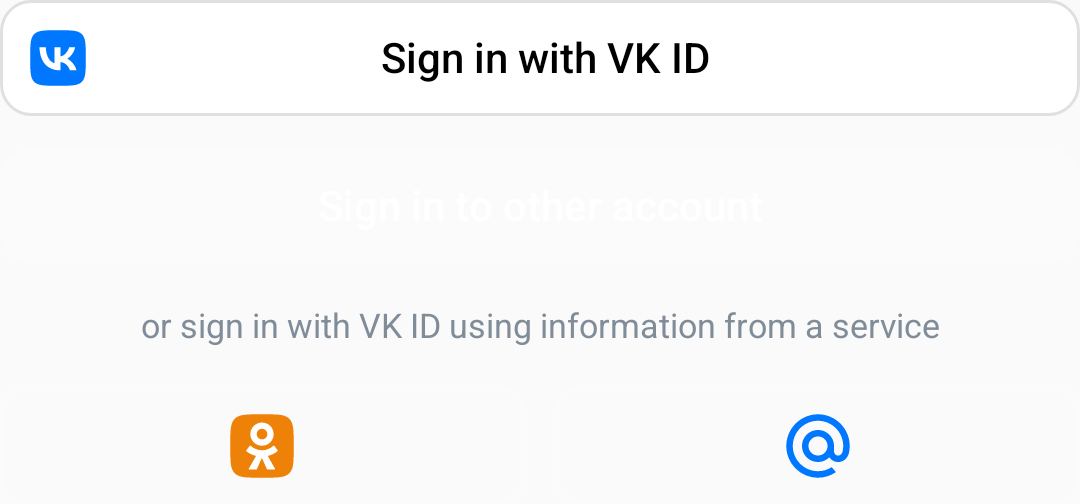 VK
Sign in with VK ID
Sign in to other account
or sign in with VK ID using information from a service